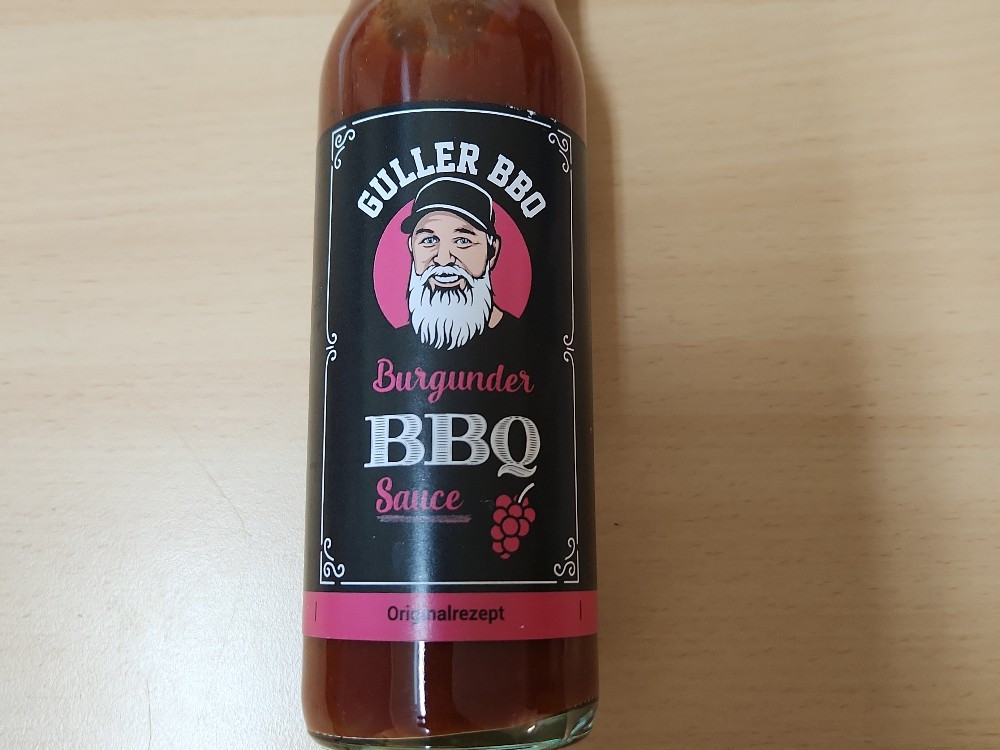 GULLER BBQ
Burgunder
BBQ
Sauce
Originalrezept